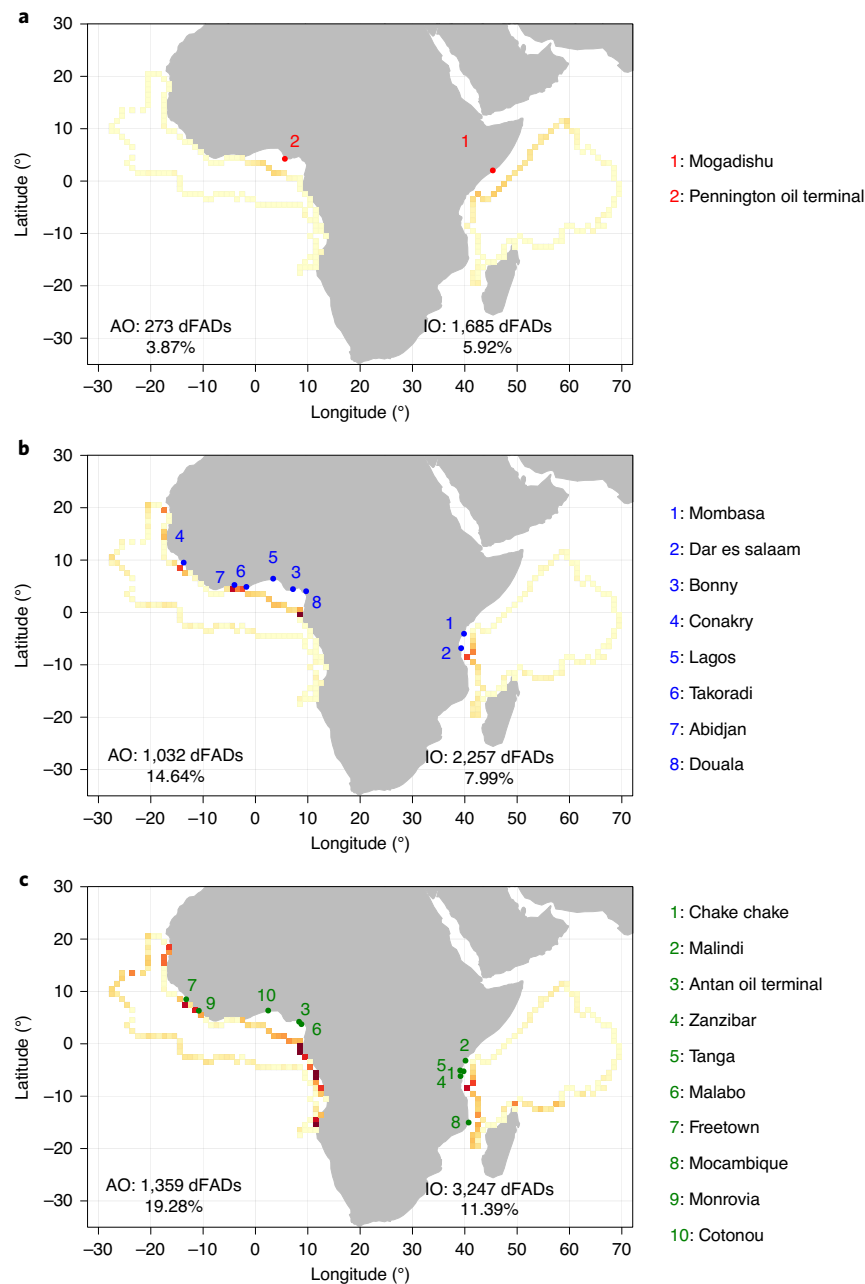 a
30
20
10
0
–10
–20
–30
Latitude (°)
2
1
AO: 273 dFADs
3.87%
IO: 1,685 dFADs
5.92%
–30 –20 –10 0 10 20 30 40 50 60 70
Longitude (°)
1: Mogadishu
2: Pennington oil terminal
b
30
20
10
0
–10
–20
–30
Latitude (°)
4
5
7 6 3
8
1
2
AO: 1,032 dFADs
14.64%
IO: 2,257 dFADs
7.99%
–30 –20 –10 0 10 20 30 40 50 60 70
Longitude (°)
1: Mombasa
2: Dar es salaam
3: Bonny
4: Conakry
5: Lagos
6: Takoradi
7: Abidjan
8: Douala
c
30
20
10
0
–10
–20
–30
Latitude (°)
7
9
10
3
6
2
5
1
4
8
AO: 1,359 dFADs
19.28%
IO: 3,247 dFADs
11.39%
–30 –20 –10 0 10 20 30 40 50 60 70
Longitude (°)
1: Chake chake
2: Malindi
3: Antan oil terminal
4: Zanzibar
5: Tanga
6: Malabo
7: Freetown
8: Mocambique
9: Monrovia
10: Cotonou